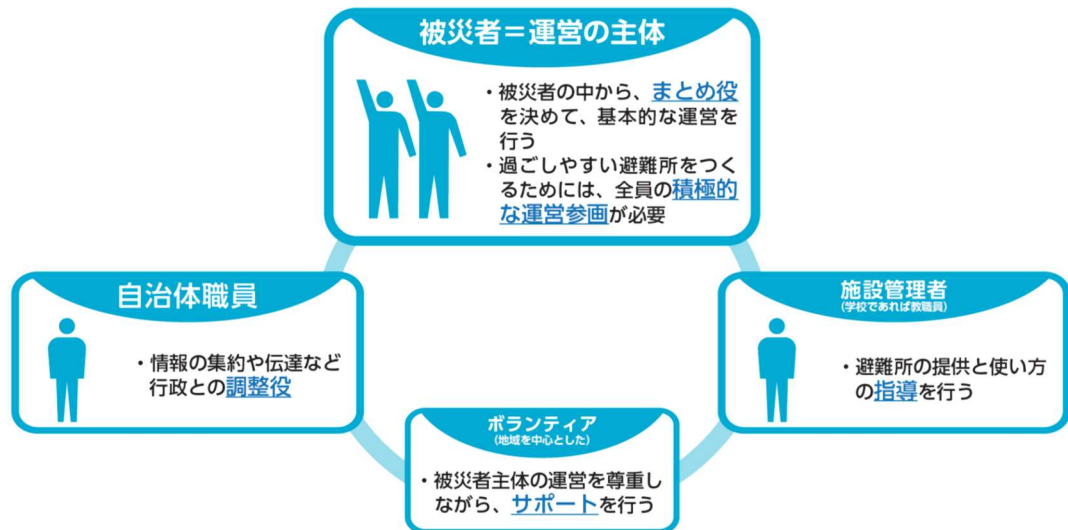 被災者＝運営の主体
・被災者の中から、まとめ役
を決めて、基本的な運営を
行う
・過ごしやすい避難所をつく
るためには、全員の積極的
な運営参画が必要
自治体職員
・情報の集約や伝達など
行政との調整役
施設管理者
(学校であれば教職員)
・避難所の提供と使い方
の指導を行う
ボランティア
(地域を中心とした)
・被災者主体の運営を尊重し
ながら、サポートを行う